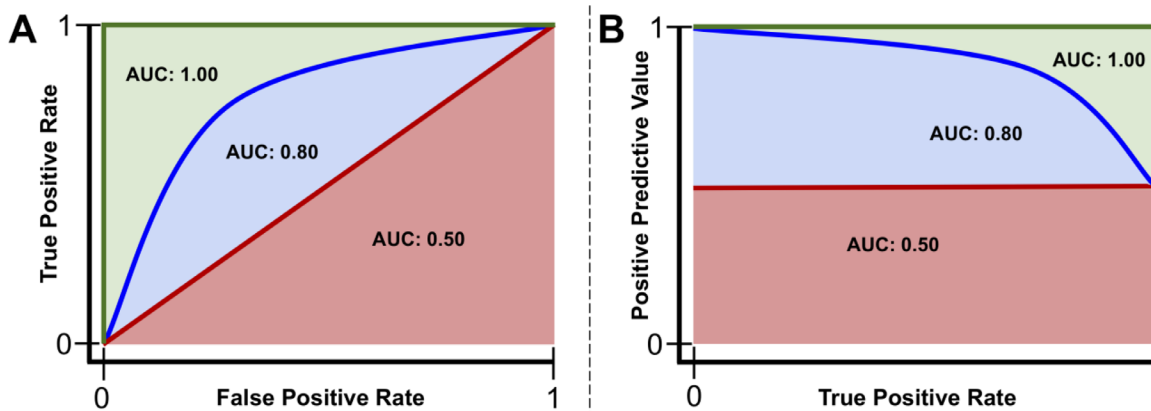 A
1
True Positive Rate
AUC: 1.00
AUC: 0.80
AUC: 0.50
0
0
False Positive Rate
1
B
1
Positive Predictive Value
AUC: 1.00
AUC: 0.80
AUC: 0.50
0
0
True Positive Rate